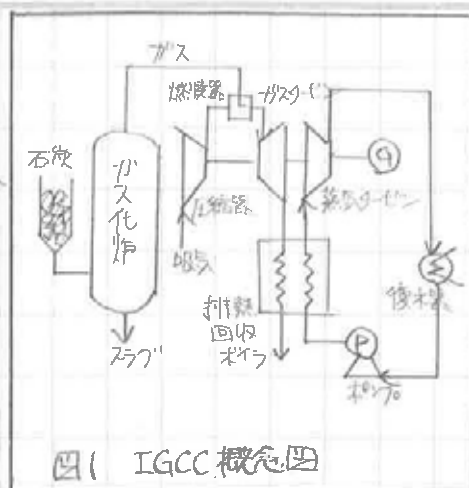 ガス
燃焼器
ガスタービン
石炭
ガス化炉
圧縮器
吸気
蒸気タービン
G
排熱
回収
ボイラ
復水器
スラグ
P
ポンプ
図1 IGCC概念図